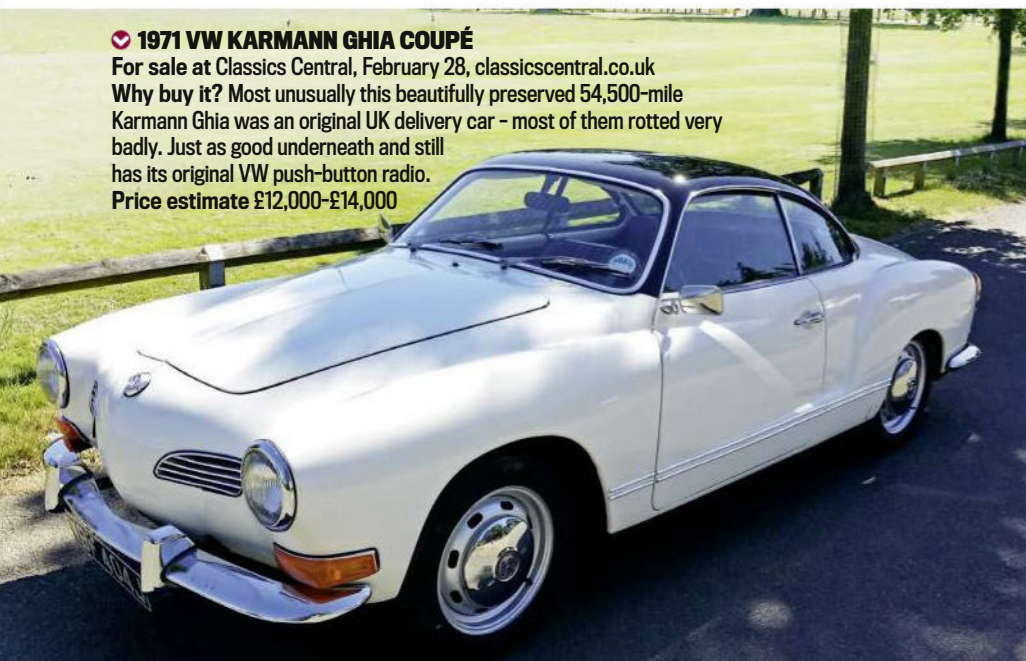 1971 VW KARMANN GHIA COUPÉ
For sale at Classics Central, February 28, classicscentral.co.uk
Why buy it? Most unusually this beautifully preserved 54,500-mile
Karmann Ghia was an original UK delivery car – most of them rotted very
badly. Just as good underneath and still
has its original VW push-button radio.
Price estimate £12,000-£14,000